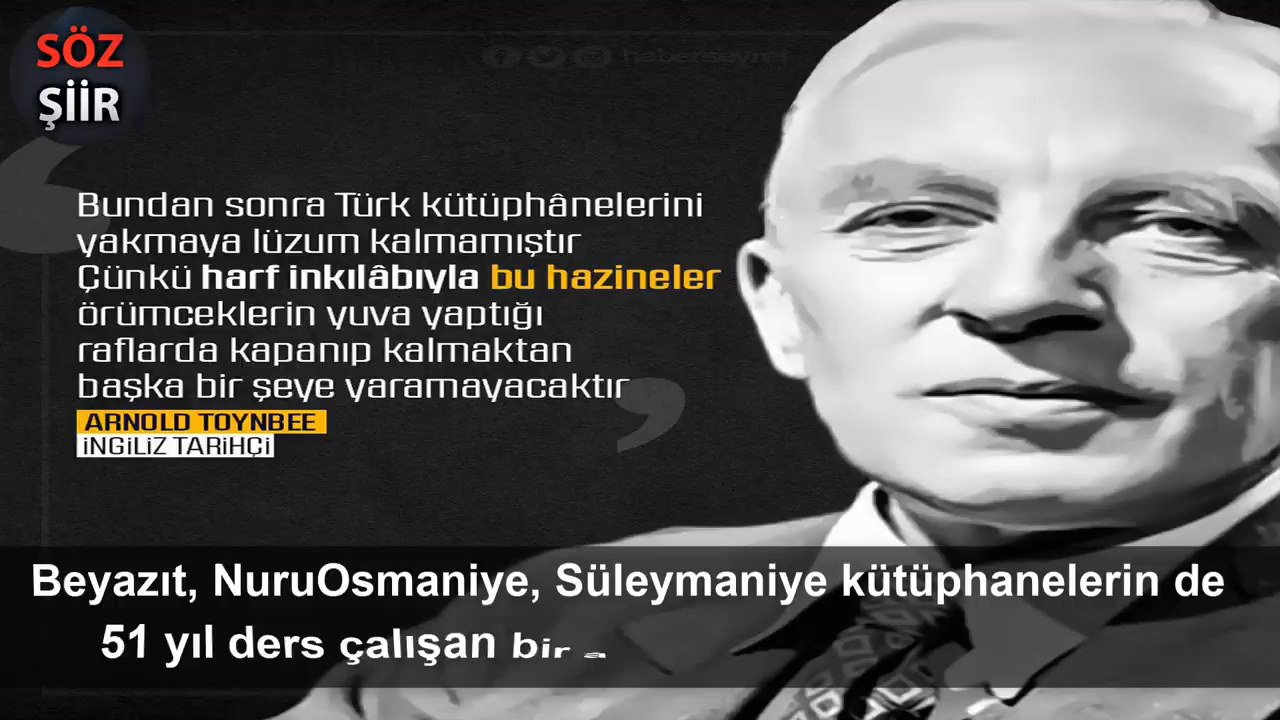 SÖZ
ŞİİR
haberseyret
Bundan sonra Türk kütüphânelerini
yakmaya lüzum kalmamıştır
Çünkü harf inkılâbıyla bu hazineler
örümceklerin yuva yaptığı
raflarda kapanıp kalmaktan
başka bir şeye yaramayacaktır
ARNOLD TOYNBEE
İNGİLİZ TARİHÇİ
Beyazıt, NuruOsmaniye, Süleymaniye kütüphanelerin de
51 yıl ders çalışan bir